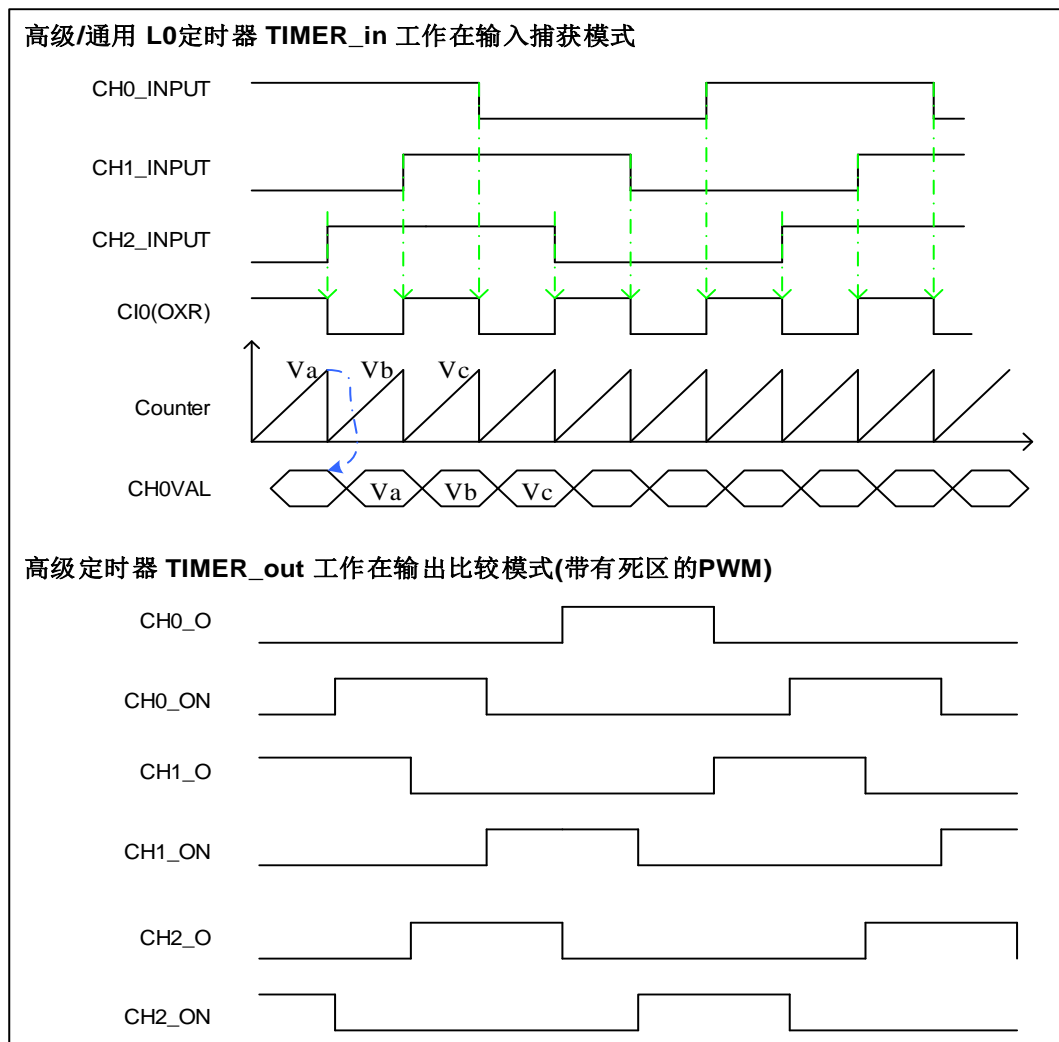 高级/通用 L0定时器 TIMER_in 工作在输入捕获模式
CH0_INPUT
CH1_INPUT
CH2_INPUT
CI0(OXR)
Va
Vb
Vc
Counter
CH0VAL
Va
Vb
Vc
高级定时器 TIMER_out 工作在输出比较模式(带有死区的PWM)
CH0_O
CH0_ON
CH1_O
CH1_ON
CH2_O
CH2_ON